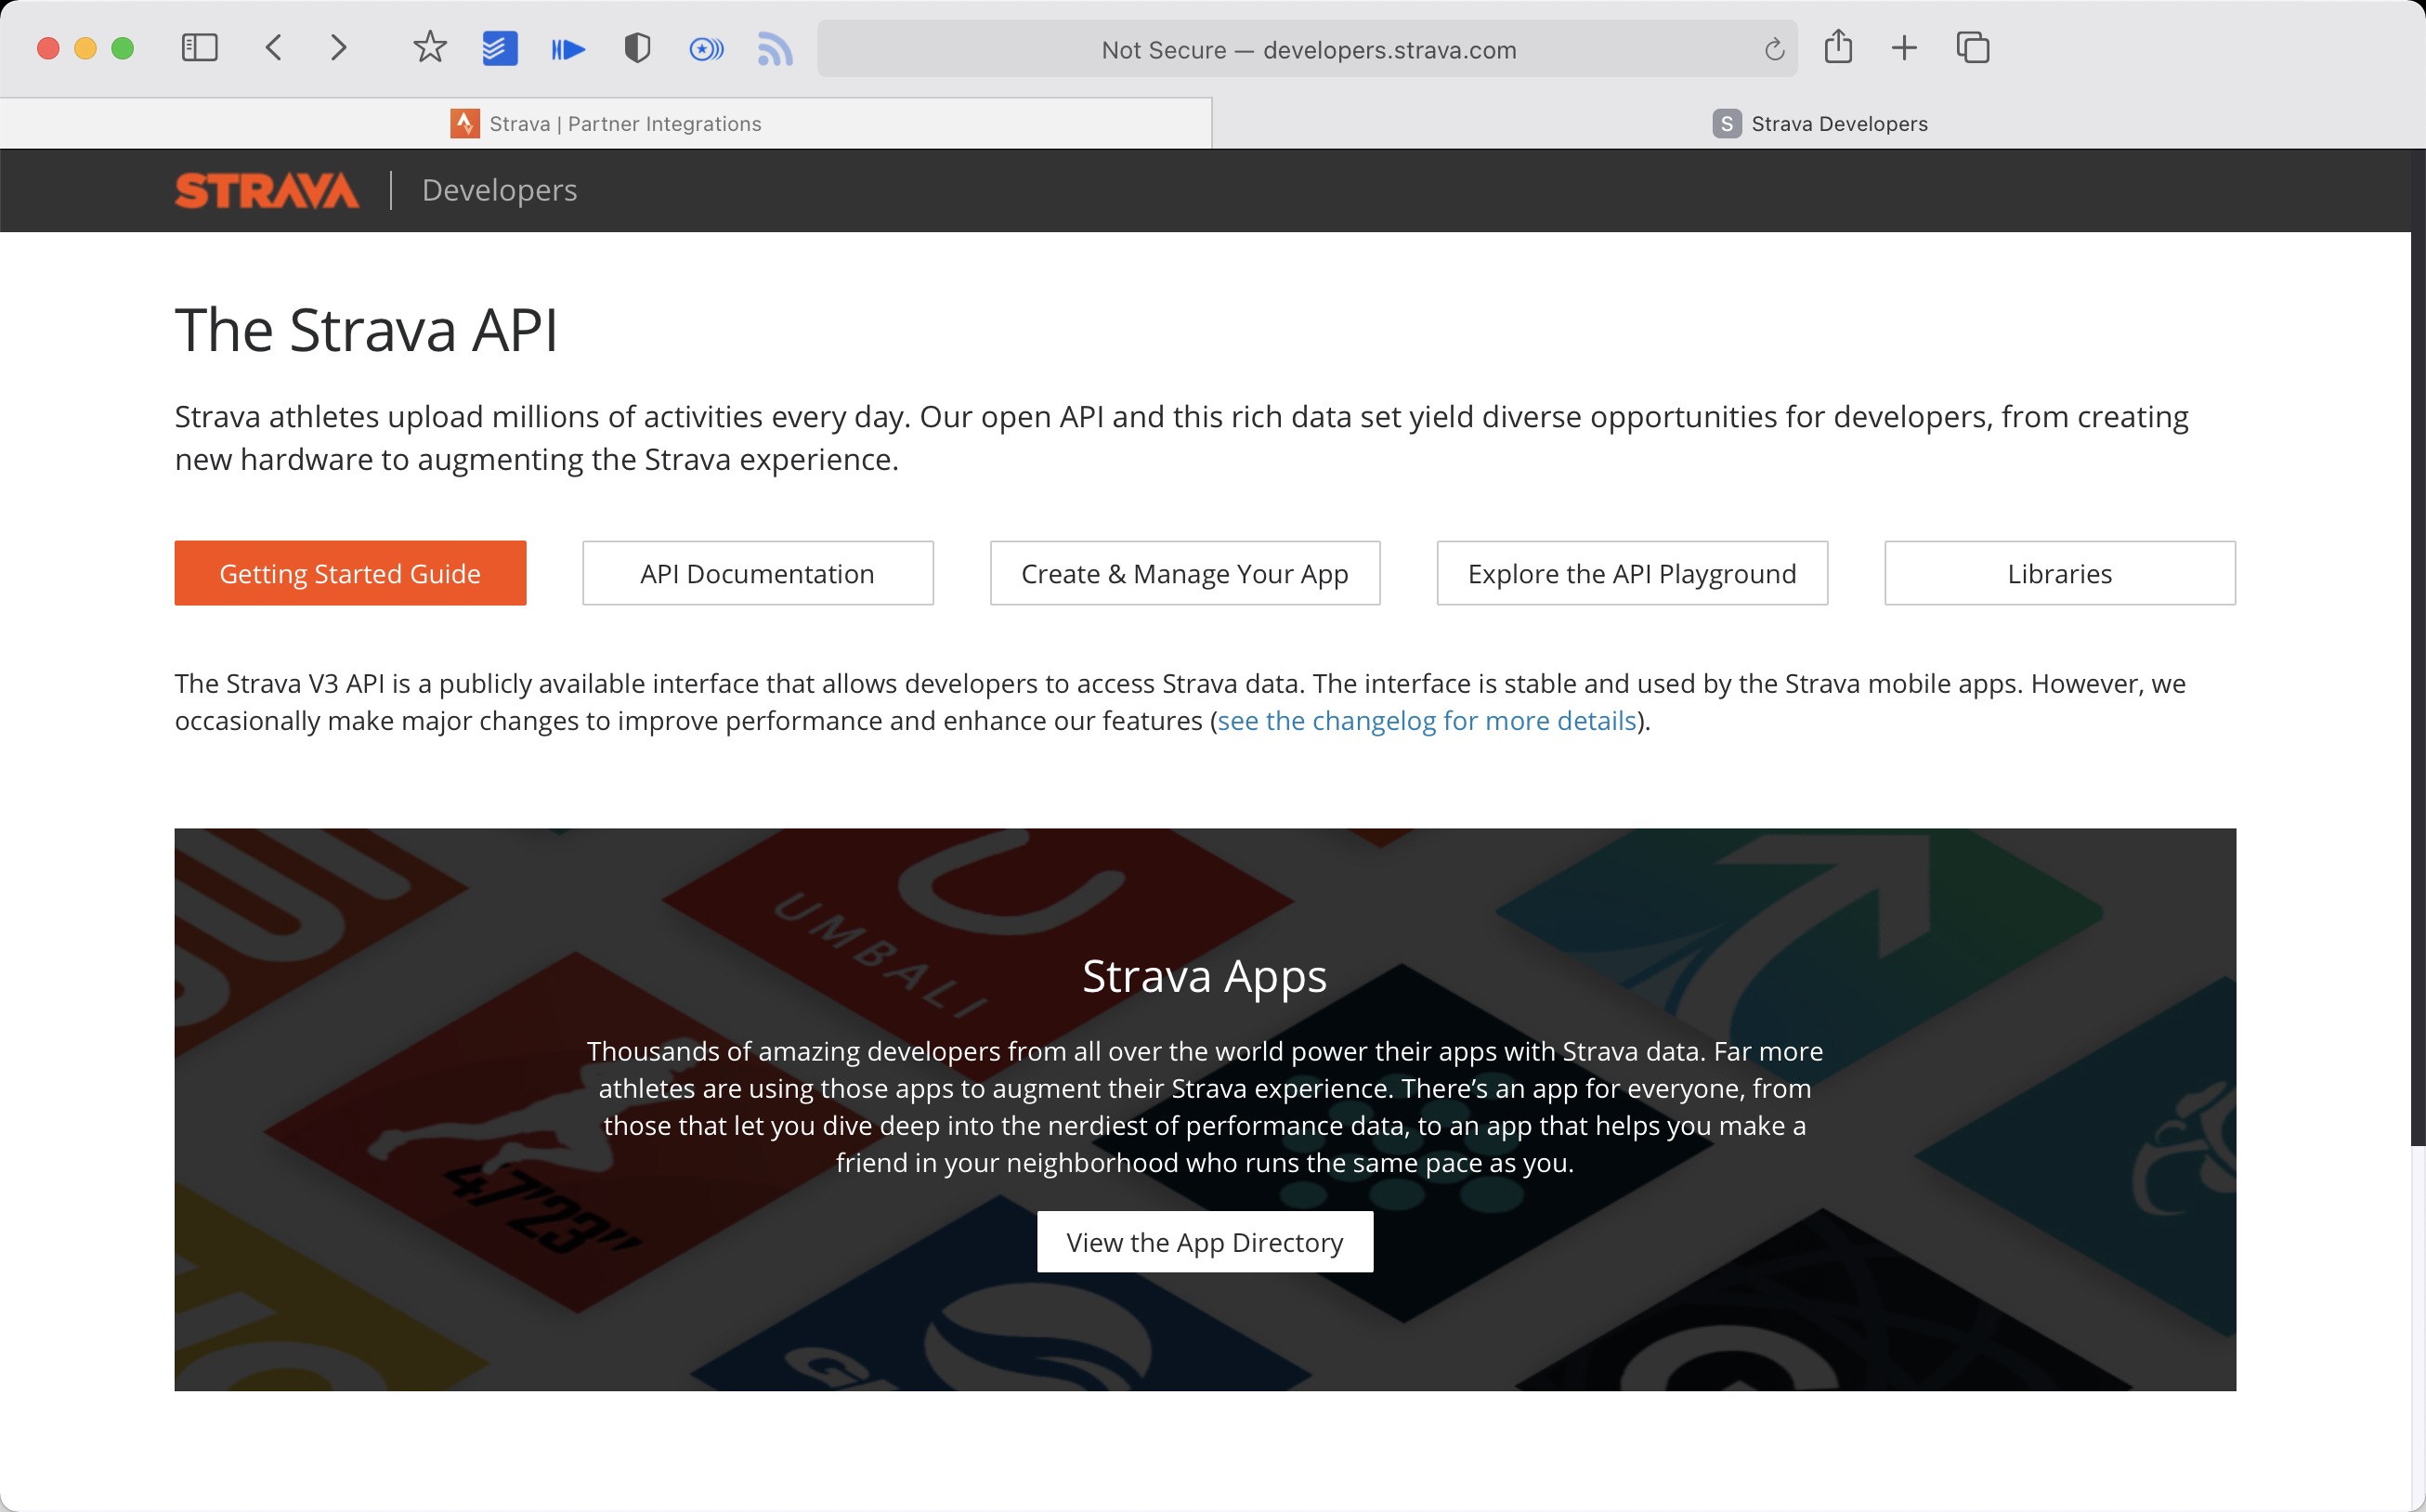 Not Secure — developers.strava.com
Strava | Partner Integrations
S Strava Developers
STRAVA | Developers
The Strava API
Strava athletes upload millions of activities every day. Our open API and this rich data set yield diverse opportunities for developers, from creating
new hardware to augmenting the Strava experience.
Getting Started Guide
API Documentation
Create & Manage Your App
Explore the API Playground
Libraries
The Strava V3 API is a publicly available interface that allows developers to access Strava data. The interface is stable and used by the Strava mobile apps. However, we
occasionally make major changes to improve performance and enhance our features (see the changelog for more details).
UMBALI
Strava Apps
Thousands of amazing developers from all over the world power their apps with Strava data. Far more
athletes are using those apps to augment their Strava experience. There’s an app for everyone, from
those that let you dive deep into the nerdiest of performance data, to an app that helps you make a
friend in your neighborhood who runs the same pace as you.
47'23"
View the App Directory